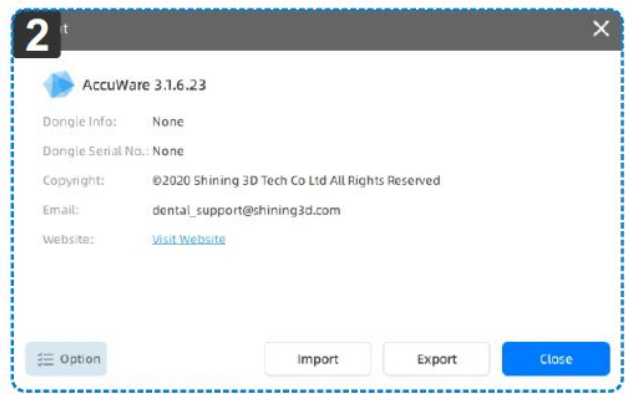 2
t
AccuWare 3.1.6.23
Dongle Info: None
Dongle Serial No.: None
Copyright: ©2020 Shining 3D Tech Co Ltd All Rights Reserved
Email: dental_support@shining3d.com
Website: Visit Website
Option Import Export Close